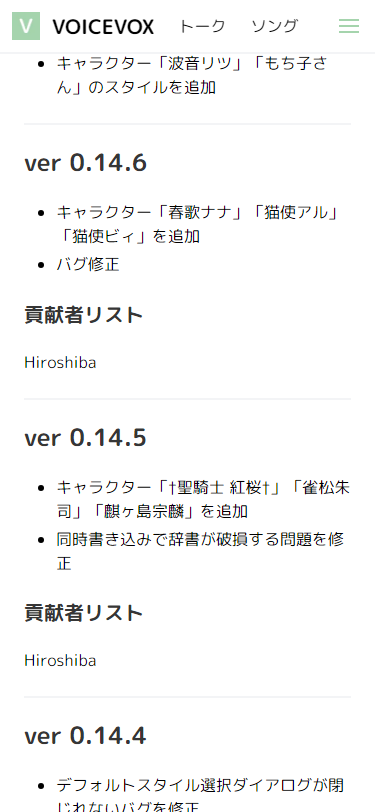 V VOICEVOX トーク ソング
キャラクター「波音リツ」「もち子さ
ん」のスタイルを追加
ver 0.14.6
キャラクター「春歌ナナ」「猫使アル」
「猫使ビィ」を追加
バグ修正
貢献者リスト
Hiroshiba
ver 0.14.5
キャラクター「†聖騎士 紅桜†」「雀松朱
司」「麒ヶ島宗麟」を追加
同時書き込みで辞書が破損する問題を修
正
貢献者リスト
Hiroshiba
ver 0.14.4
デフォルトスタイル選択ダイアログが閉
じれないバグを修正